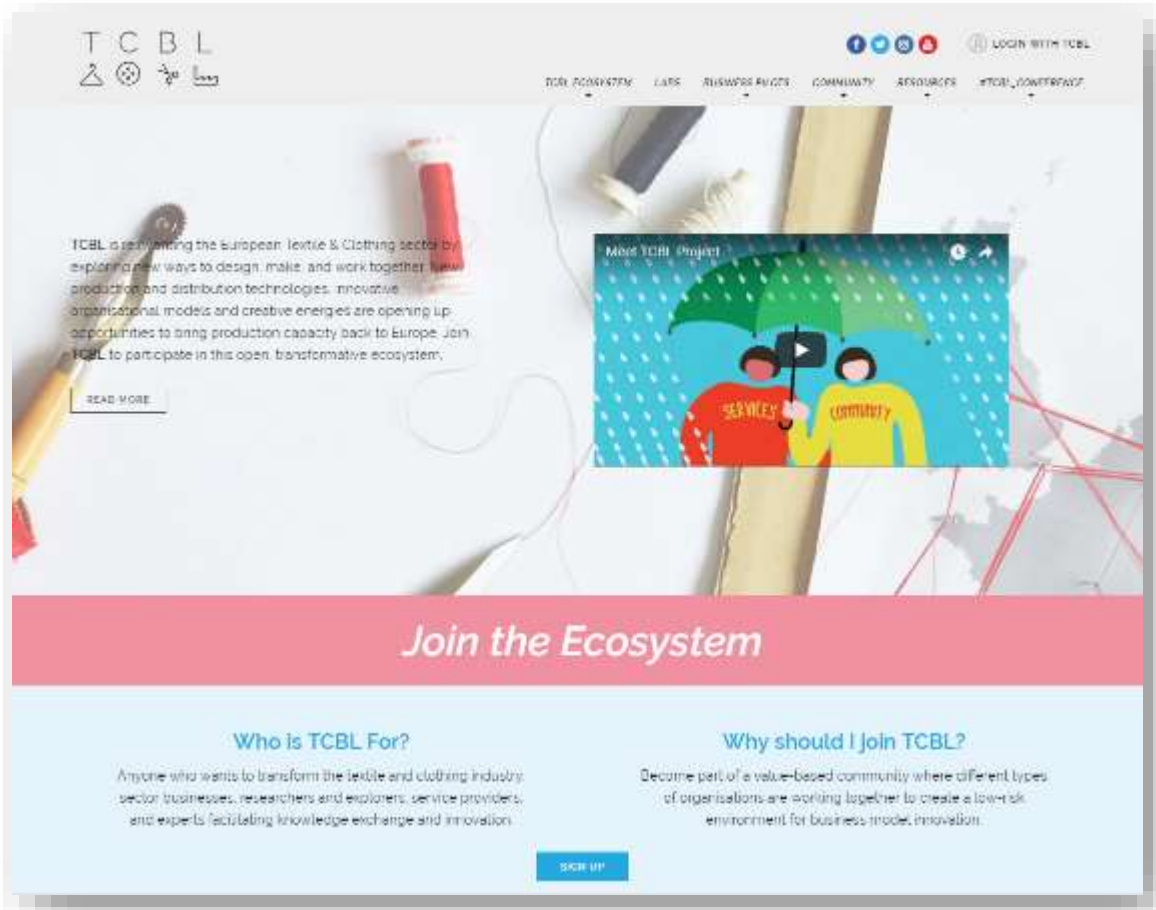 T C B L
LOGIN WITH TCBL
TCBL ECOSYSTEM LABS BUSINESS PILOTS COMMUNITY RESOURCES #TCBL_CONFERENCE
TCBL is reinventing the European Textile & Clothing sector by
exploring new ways to design, make, and work together. New
production and distribution technologies, innovative
organisational models and creative energies are opening up
opportunities to bring production capacity back to Europe. Join
TCBL to participate in this open, transformative ecosystem.
READ MORE
Meet TCBL Project
SERVICES COMMUNITY
Join the Ecosystem
Who is TCBL For?
Anyone who wants to transform the textile and clothing industry:
sector businesses, researchers and explorers, service providers,
and experts facilitating knowledge exchange and innovation.
Why should I join TCBL?
Become part of a value-based community where different types
of organisations are working together to create a low-risk
environment for business model innovation.
SIGN UP